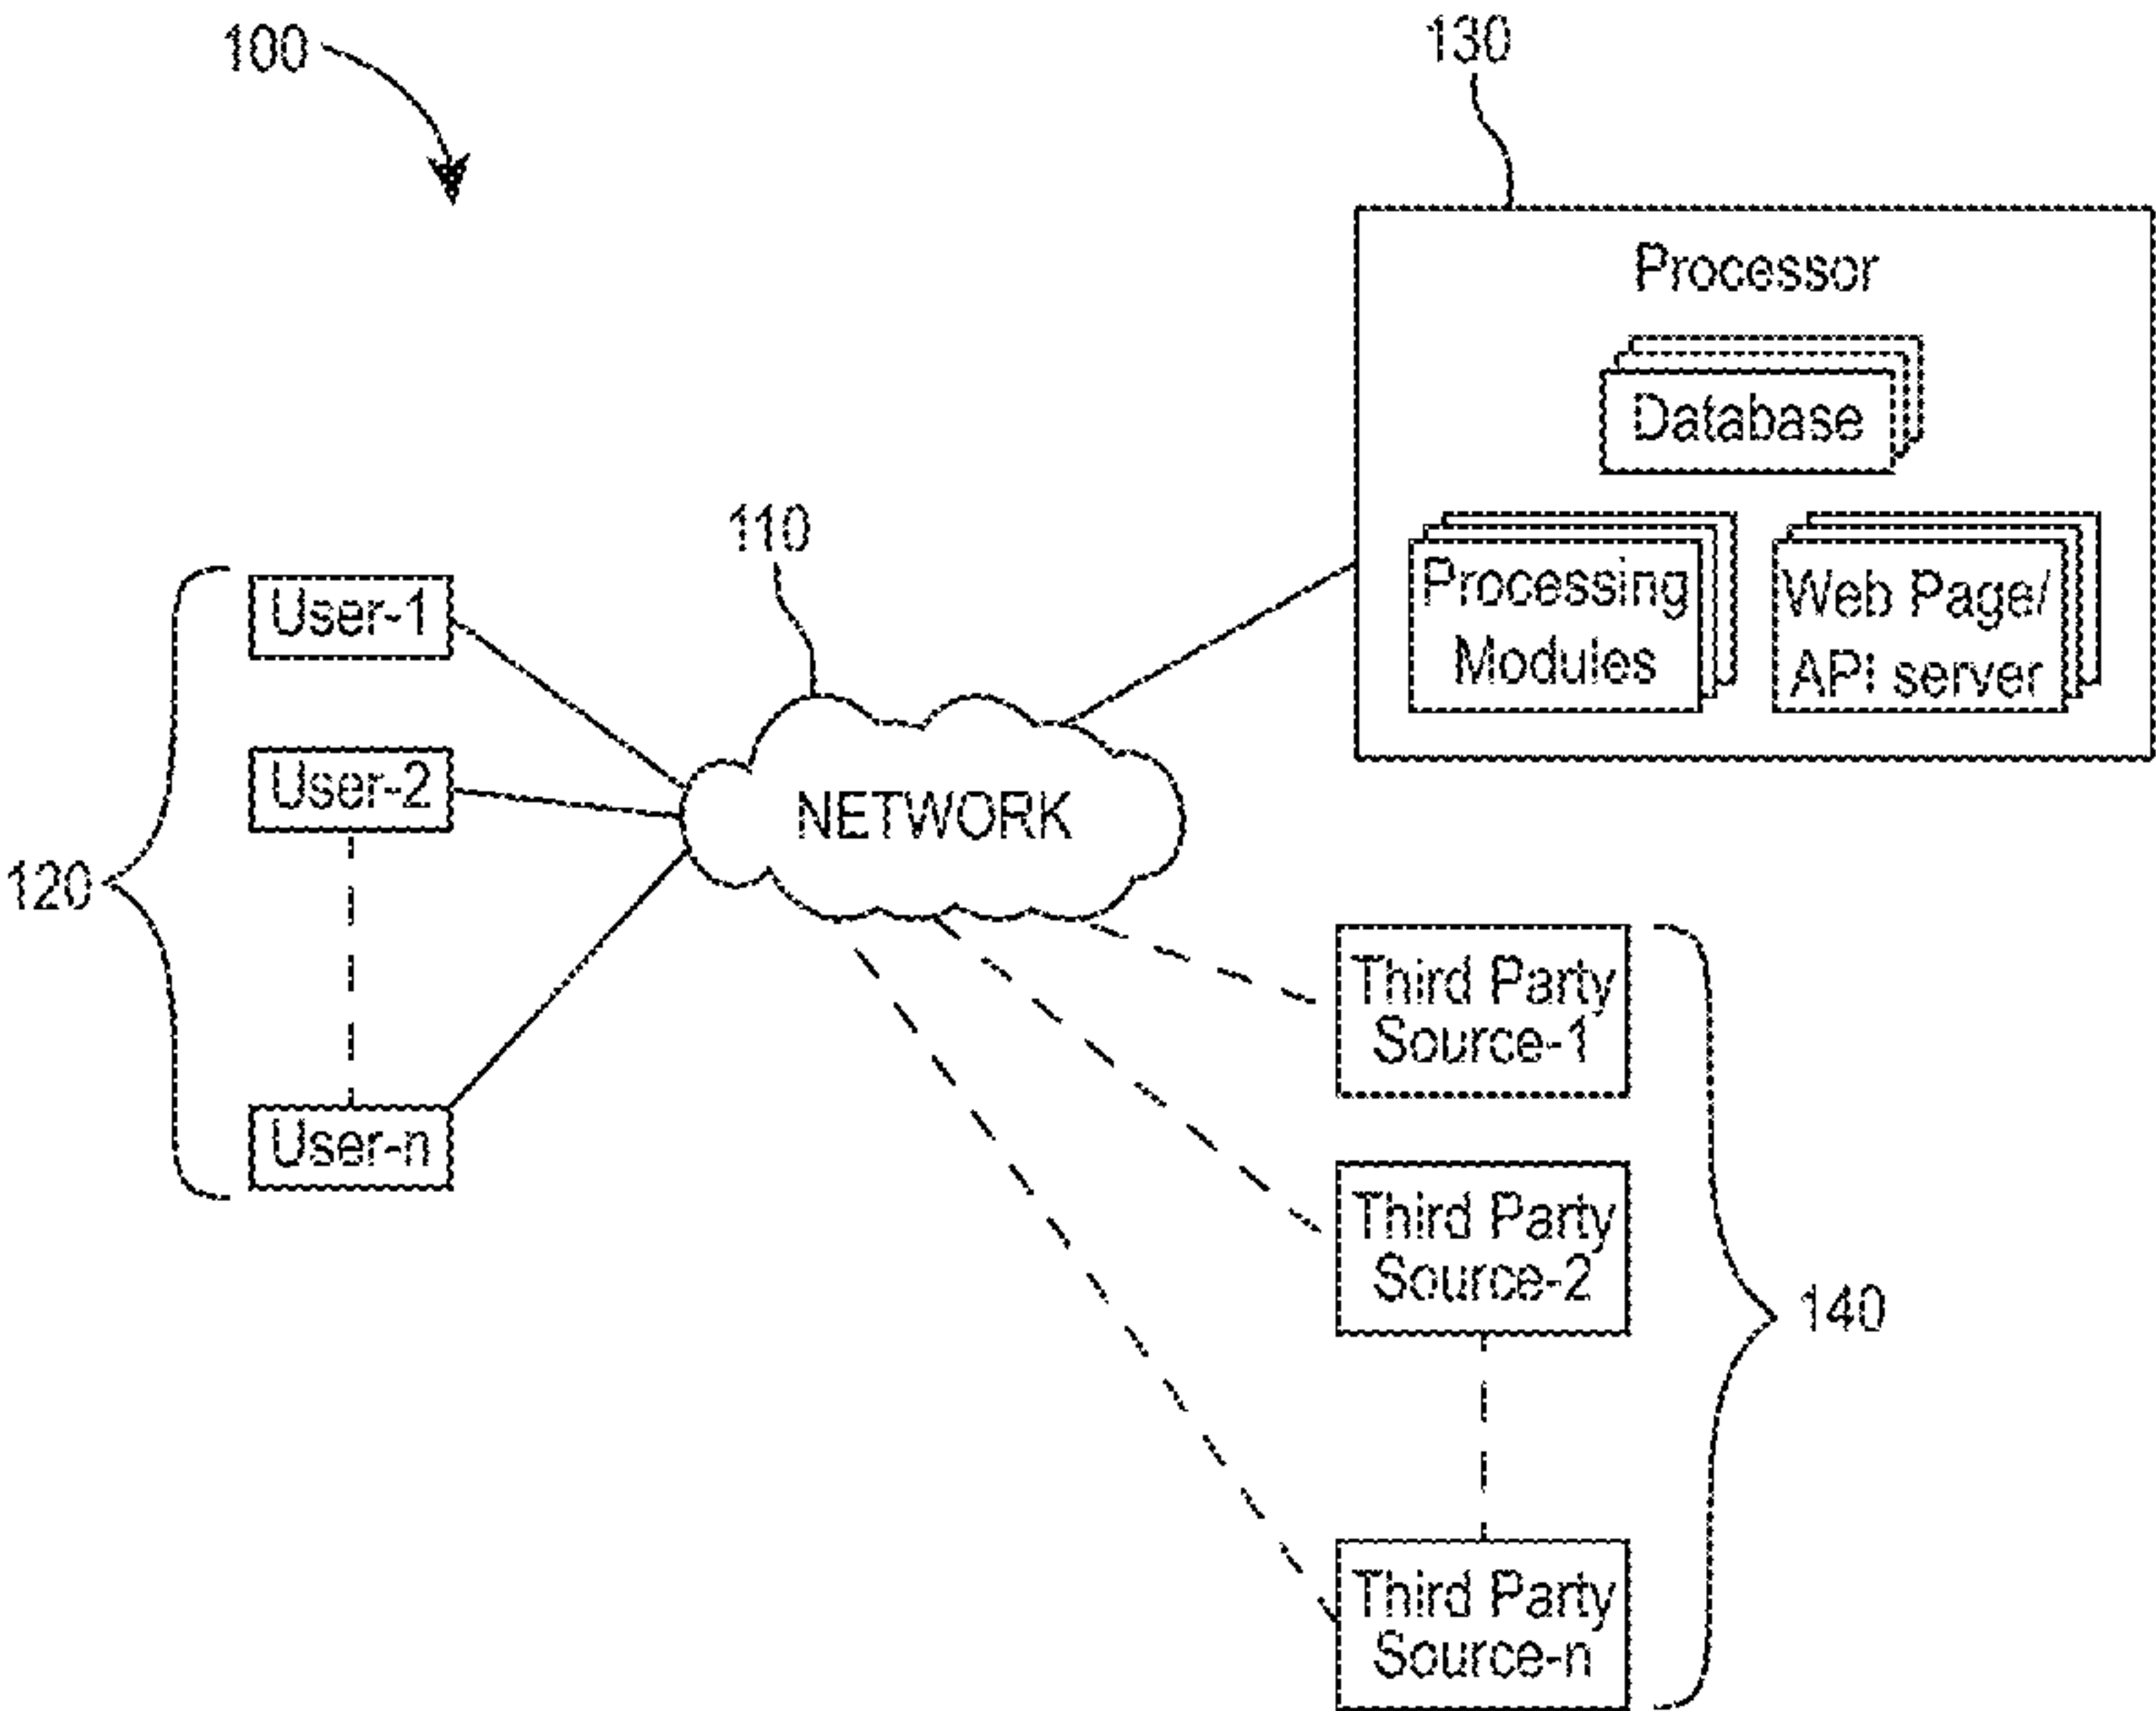 100
130
Processor
Database
Processing
Modules
Web Page/
API server
110
User-1
User-2
User-n
120
NETWORK
Third Party
Source-1
Third Party
Source-2
Third Party
Source-n
140